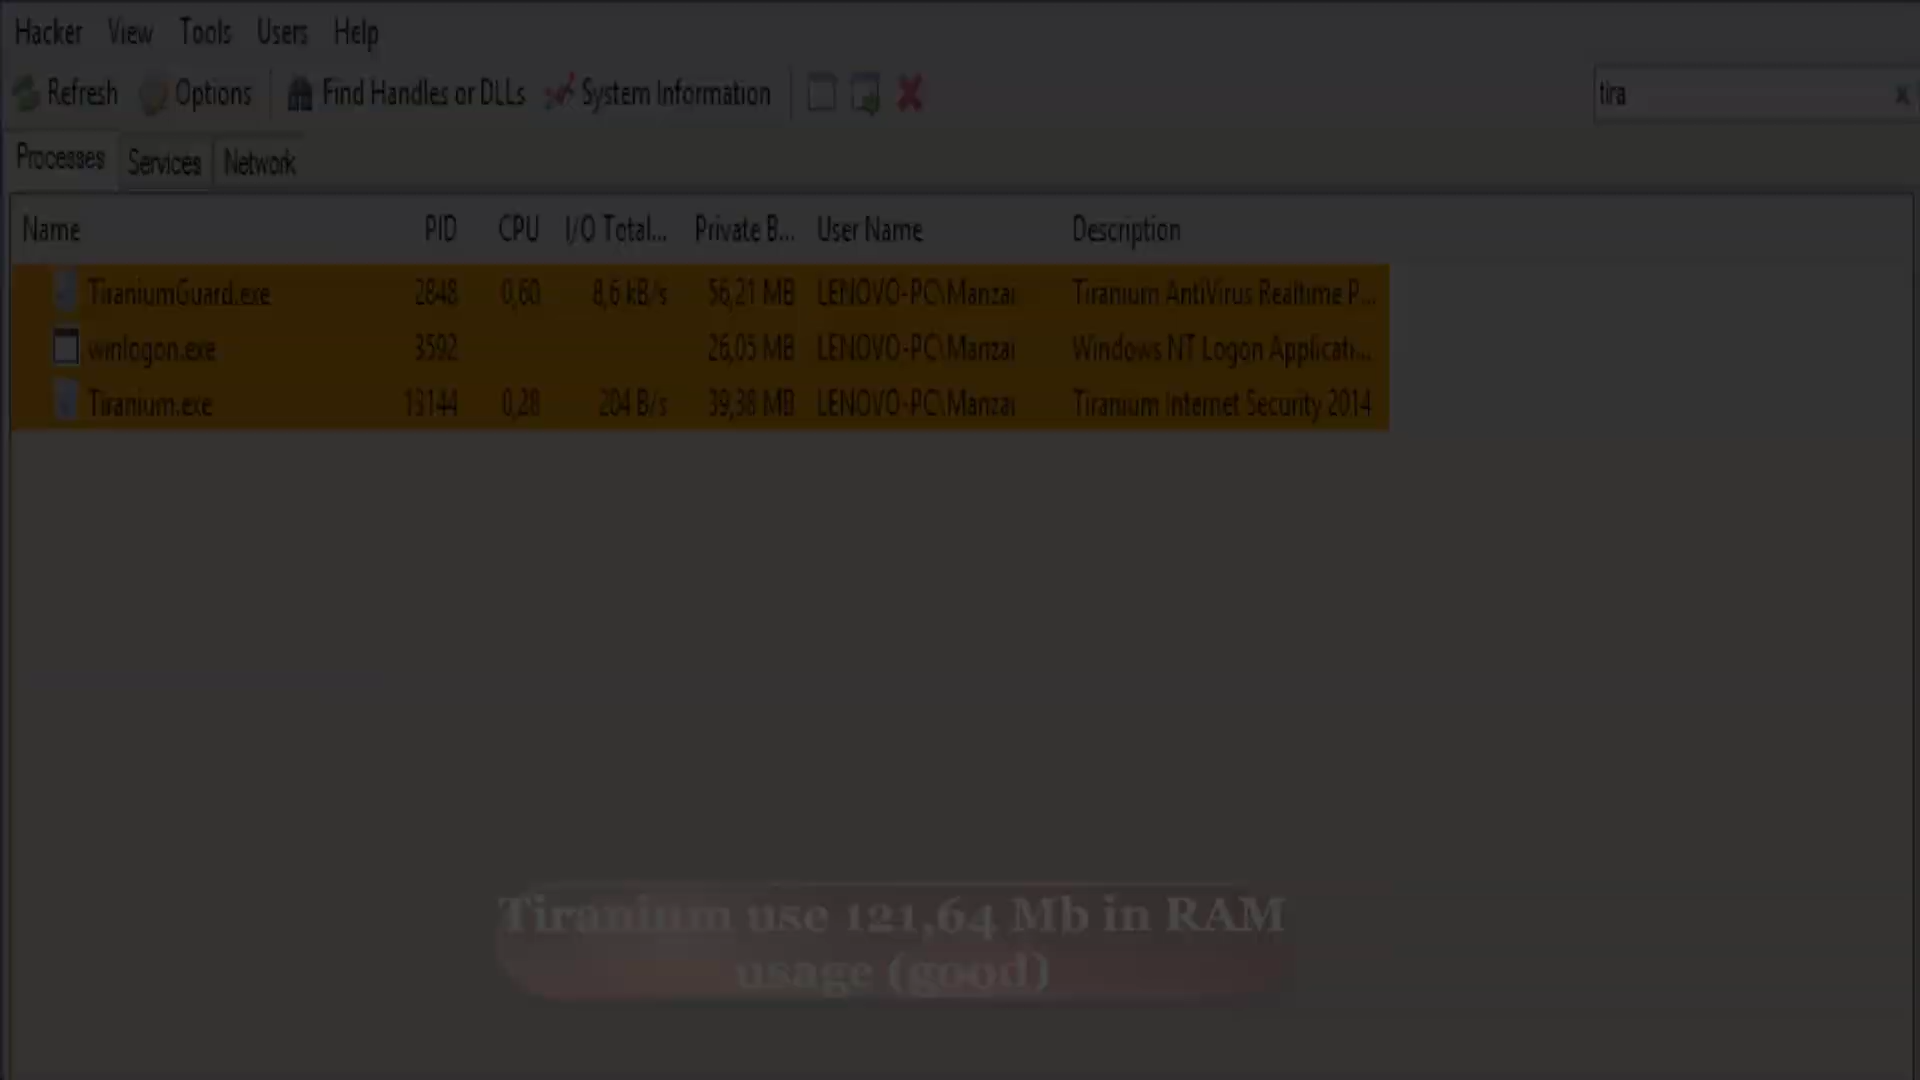 Hacker View Tools Users Help
Refresh Options Find Handles or DLLs System Information tira x
Processes Services Network
Name PID CPU I/O Total... Private B... User Name Description
TiraniumGuard.exe 2848 0,60 8,6 kB/s 56,21 MB LENOVO-PC\Manzai Tiranium AntiVirus Realtime P...
winlogon.exe 3592 26,05 MB LENOVO-PC\Manzai Windows NT Logon Applicati...
Tiranium.exe 13144 0,28 204 B/s 39,38 MB LENOVO-PC\Manzai Tiranium Internet Security 2014
Tiranium use 121,64 Mb in RAM
usage (good)